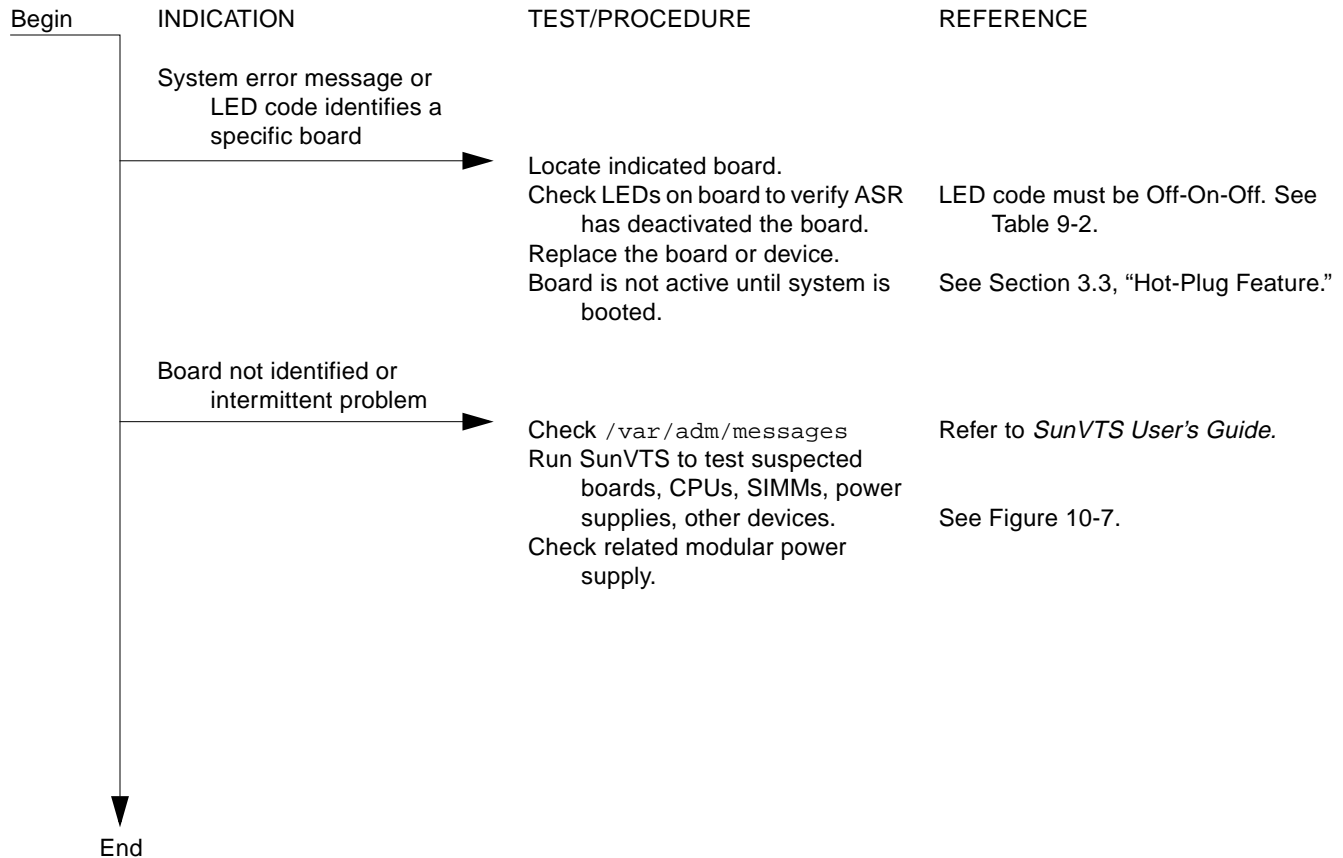 Begin INDICATION TEST/PROCEDURE REFERENCE
System error message or
LED code identifies a
specific board
Locate indicated board.
Check LEDs on board to verify ASR
has deactivated the board.
Replace the board or device.
Board is not active until system is
booted.
LED code must be Off-On-Off. See
Table 9-2.
See Section 3.3, “Hot-Plug Feature.”
Board not identified or
intermittent problem
Check /var/adm/messages
Run SunVTS to test suspected
boards, CPUs, SIMMs, power
supplies, other devices.
Check related modular power
supply.
Refer to SunVTS User's Guide.
See Figure 10-7.
End